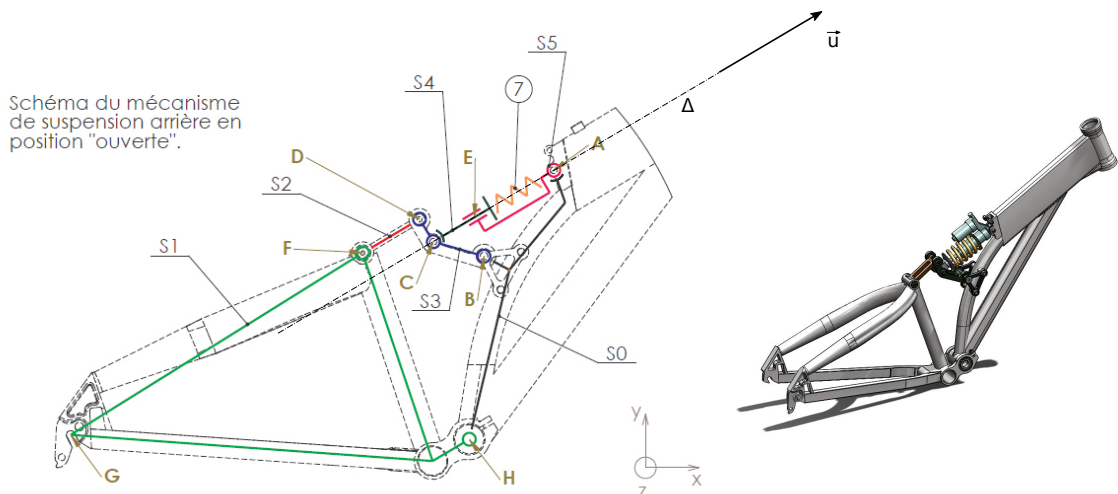 Schéma du mécanisme
de suspension arrière en
position "ouverte".
u
Δ
S5
7
S4
A
E
D
S2
F
S1
C
S3
B
S0
G
H
y
x
z